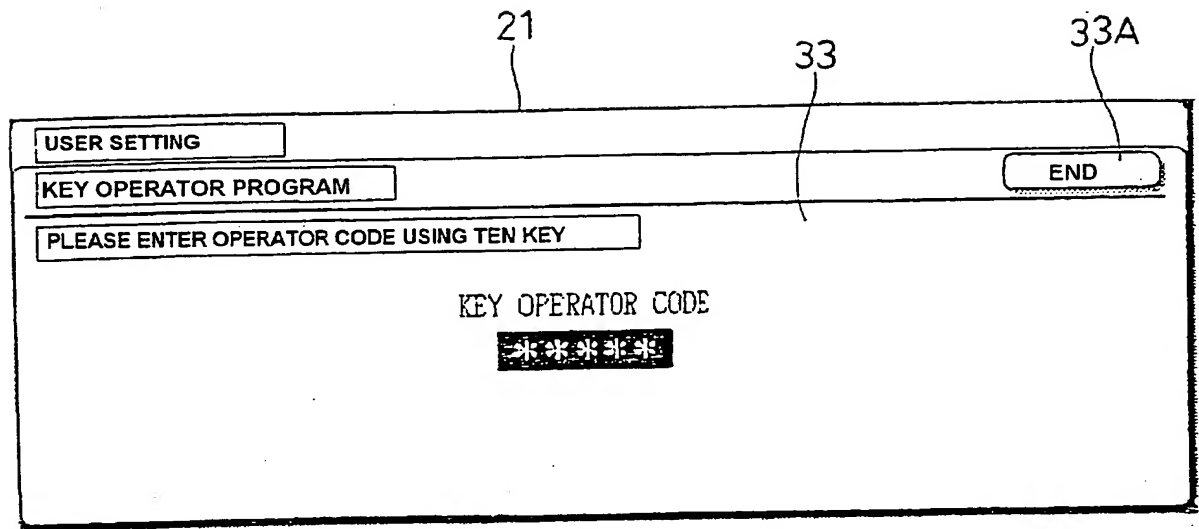 21
33
33A
USER SETTING
KEY OPERATOR PROGRAM
END
PLEASE ENTER OPERATOR CODE USING TEN KEY
KEY OPERATOR CODE
*****